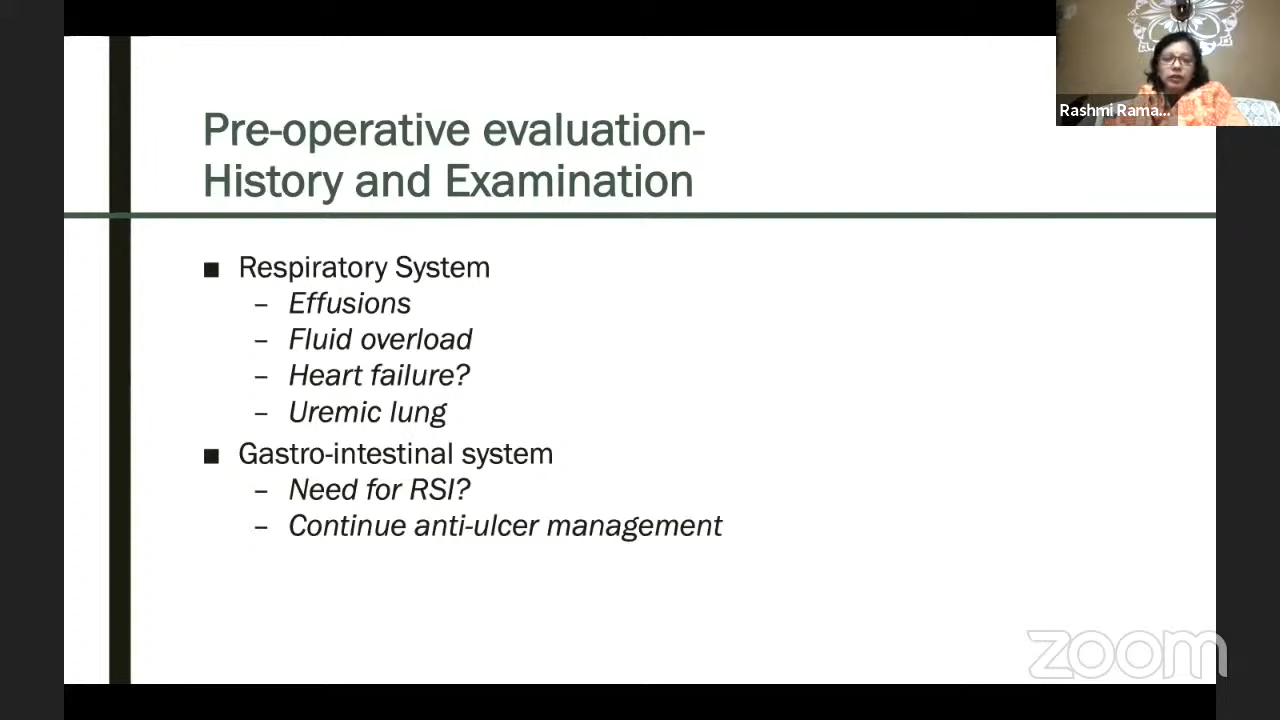 Pre-operative evaluation-
History and Examination
■ Respiratory System
– Effusions
– Fluid overload
– Heart failure?
– Uremic lung
■ Gastro-intestinal system
– Need for RSI?
– Continue anti-ulcer management
Rashmi Rama...
zoom